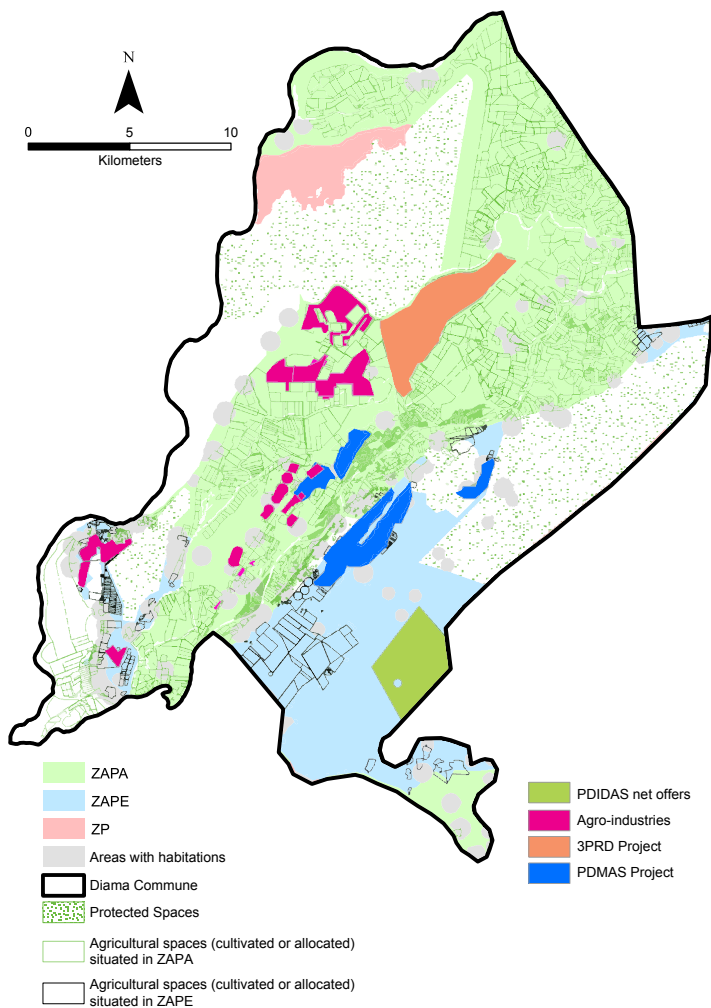 N
0 5 10
Kilometers
ZAPA
ZAPE
ZP
Areas with habitations
Diama Commune
Protected Spaces
Agricultural spaces (cultivated or allocated)
situated in ZAPA
Agricultural spaces (cultivated or allocated)
situated in ZAPE
PDIDAS net offers
Agro-industries
3PRD Project
PDMAS Project